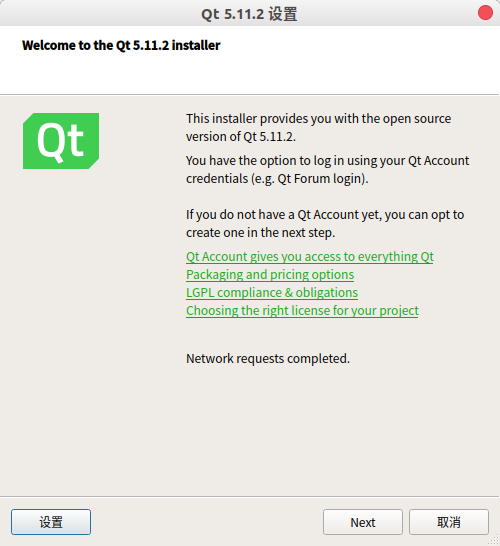 Qt 5.11.2 设置
Welcome to the Qt 5.11.2 installer
Qt
This installer provides you with the open source
version of Qt 5.11.2.
You have the option to log in using your Qt Account
credentials (e.g. Qt Forum login).
If you do not have a Qt Account yet, you can opt to
create one in the next step.
Qt Account gives you access to everything Qt
Packaging and pricing options
LGPL compliance & obligations
Choosing the right license for your project
Network requests completed.
设置
Next
取消